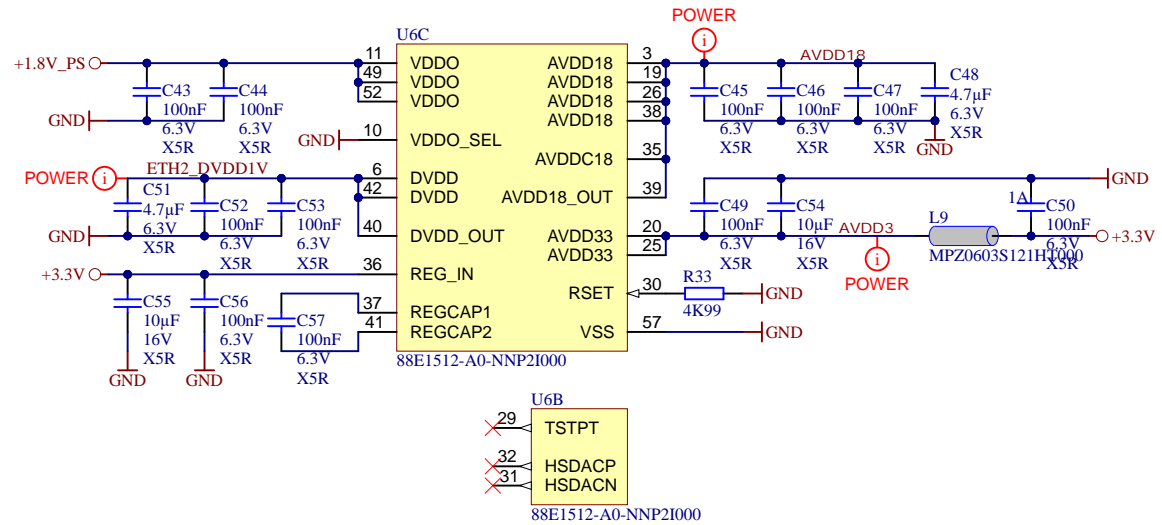 POWER
i
U6C
+1.8V_PS
11
VDDO
AVDD18
3
AVDD18
49
VDDO
AVDD18
19
52
VDDO
AVDD18
26
AVDD18
38
C43
100nF
6.3V
X5R
C44
100nF
6.3V
X5R
C45
100nF
6.3V
X5R
C46
100nF
6.3V
X5R
C47
100nF
6.3V
X5R
C48
4.7µF
6.3V
X5R
GND
GND
GND
10
VDDO_SEL
AVDDC18
35
POWER
i
ETH2_DVDD1V
6
DVDD
42
DVDD
AVDD18_OUT
39
GND
C51
4.7µF
6.3V
X5R
C52
100nF
6.3V
X5R
C53
100nF
6.3V
X5R
C49
100nF
6.3V
X5R
C54
10µF
16V
X5R
1A
C50
100nF
6.3V
X5R
GND
40
DVDD_OUT
AVDD33
20
AVDD33
25
AVDD3
i
POWER
L9
MPZ0603S121HT000
+3.3V
+3.3V
36
REG_IN
RSET
30
R33
4K99
GND
C55
10µF
16V
X5R
C56
100nF
6.3V
X5R
C57
100nF
6.3V
X5R
37
REGCAP1
41
REGCAP2
VSS
57
GND
GND
GND
88E1512-A0-NNP2I000
U6B
29
TSTPT
32
HSDACP
31
HSDACN
88E1512-A0-NNP2I000